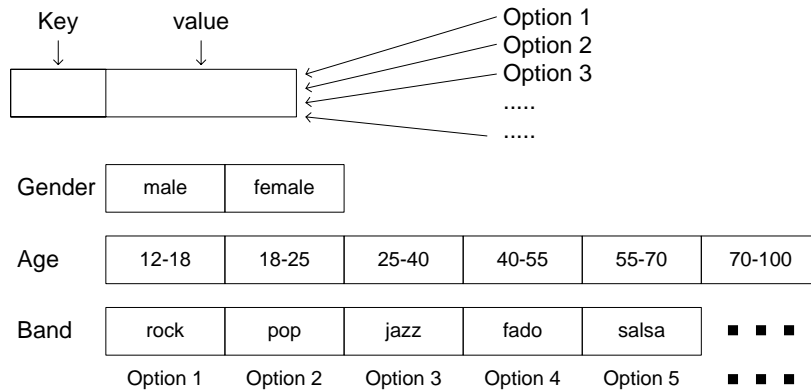 Key value Option 1
Option 2
Option 3
.....
.....
Gender male female
Age 12-18 18-25 25-40 40-55 55-70 70-100
Band rock pop jazz fado salsa
Option 1 Option 2 Option 3 Option 4 Option 5